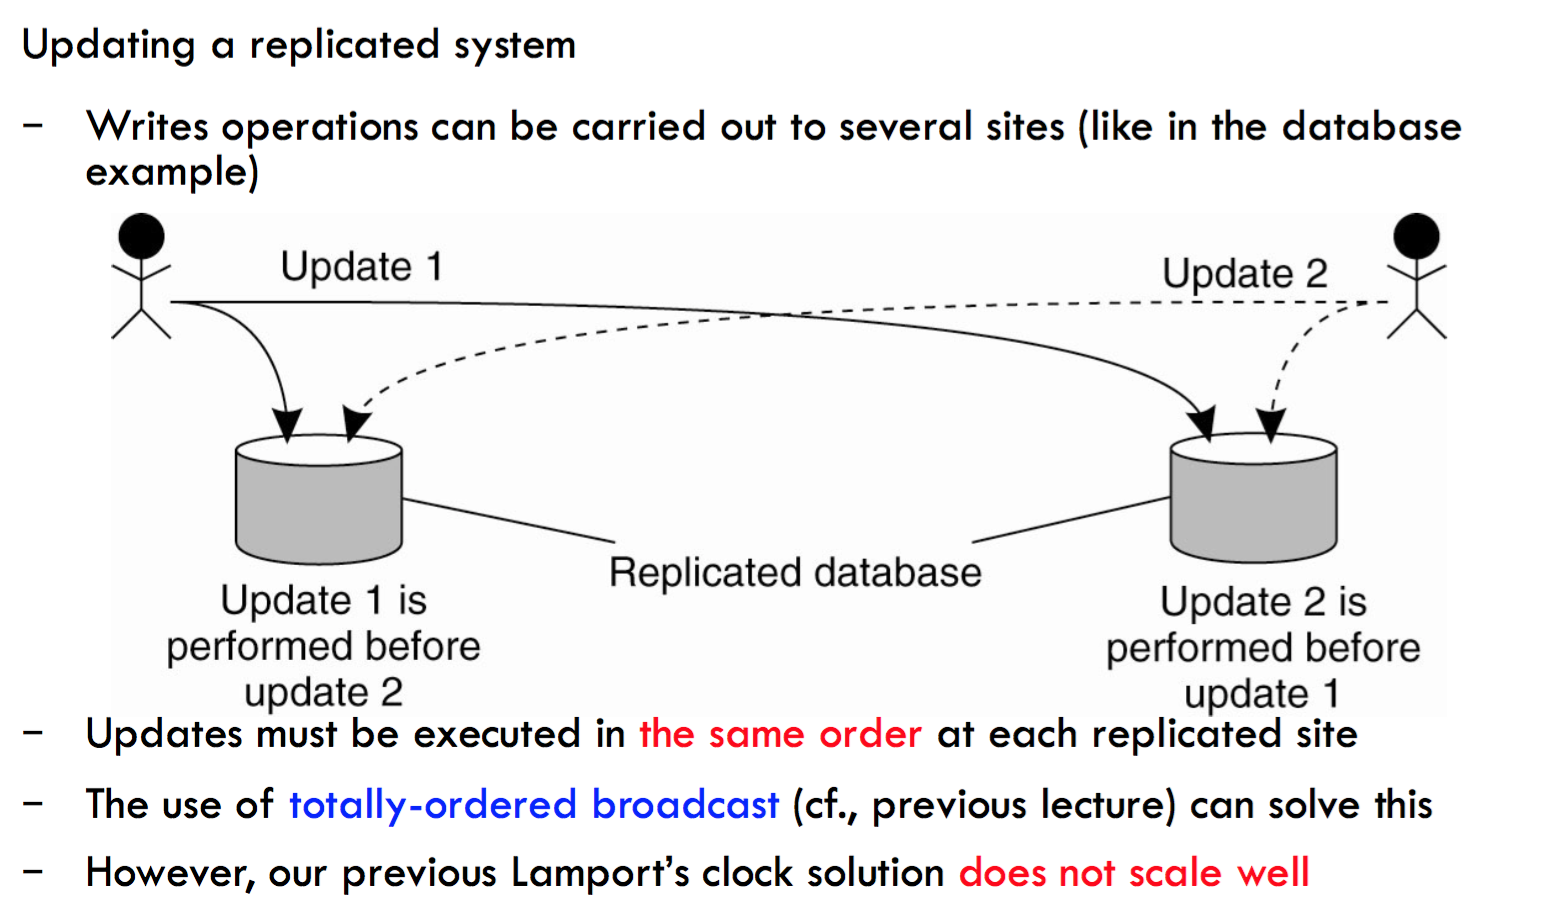 Updating a replicated system
– Writes operations can be carried out to several sites (like in the database
example)
Update 1
Update 2
Replicated database
Update 1 is
performed before
update 2
Update 2 is
performed before
update 1
– Updates must be executed in the same order at each replicated site
– The use of totally-ordered broadcast (cf., previous lecture) can solve this
– However, our previous Lamport's clock solution does not scale well